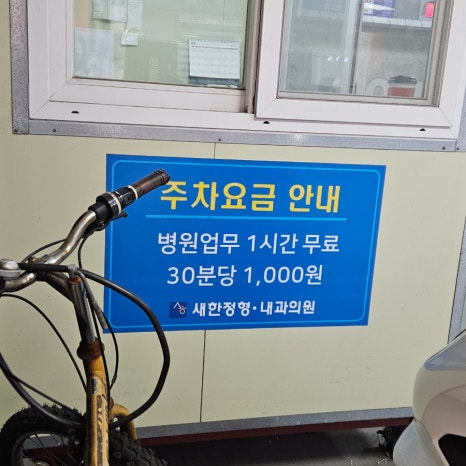 주차요금 안내
병원업무 1시간 무료
30분당 1,000원
새한정형·내과의원